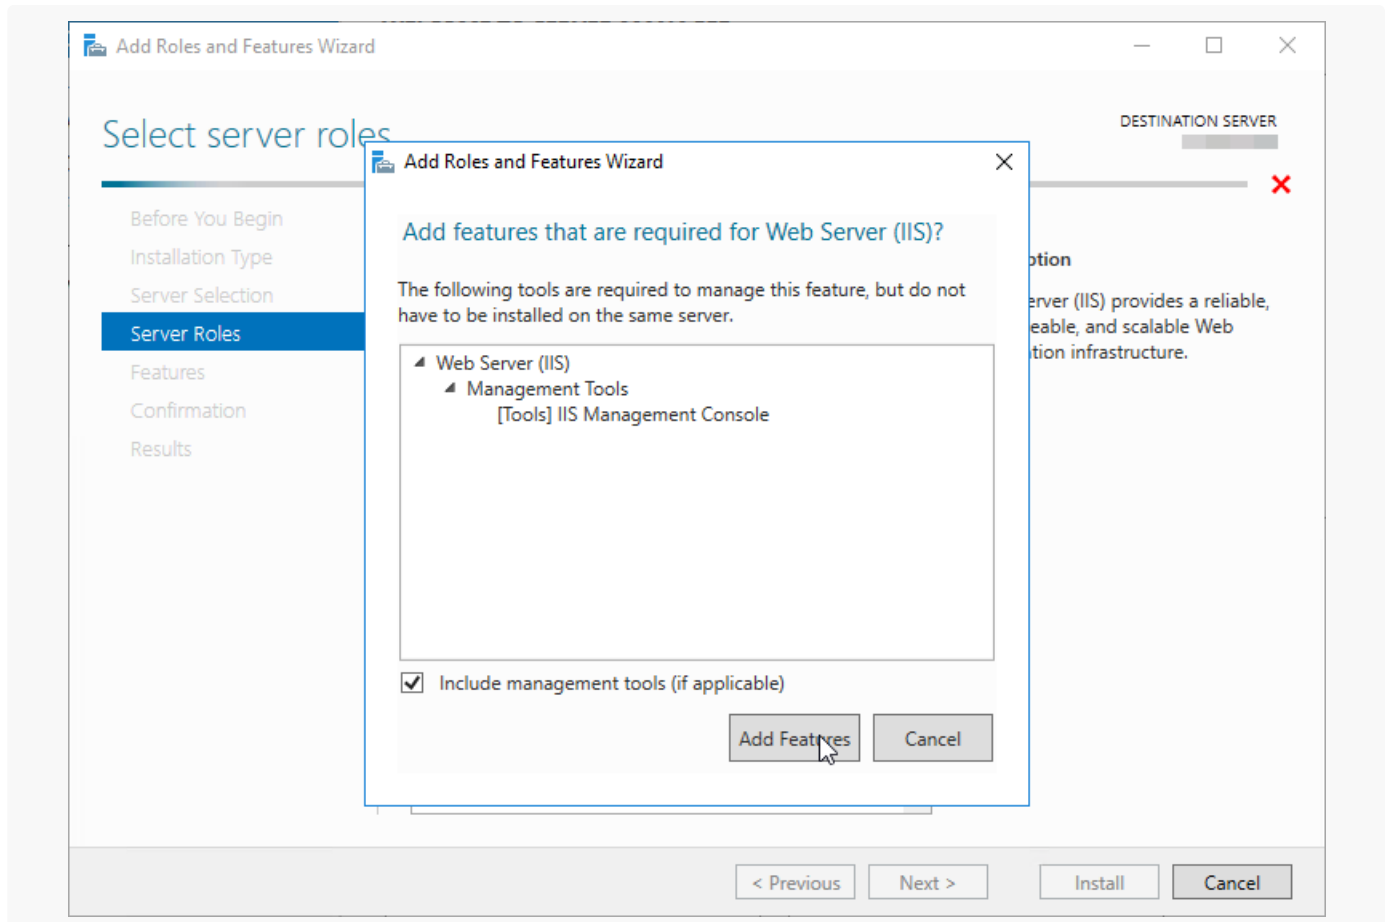 Add Roles and Features Wizard
Select server roles
DESTINATION SERVER
Before You Begin
Installation Type
Server Selection
Server Roles
Features
Confirmation
Results
Add Roles and Features Wizard
Add features that are required for Web Server (IIS)?
The following tools are required to manage this feature, but do not
have to be installed on the same server.
Web Server (IIS)
Management Tools
[Tools] IIS Management Console
Include management tools (if applicable)
Add Features
Cancel
(IIS) provides a reliable,
and scalable Web
infrastructure.
< Previous
Next >
Install
Cancel